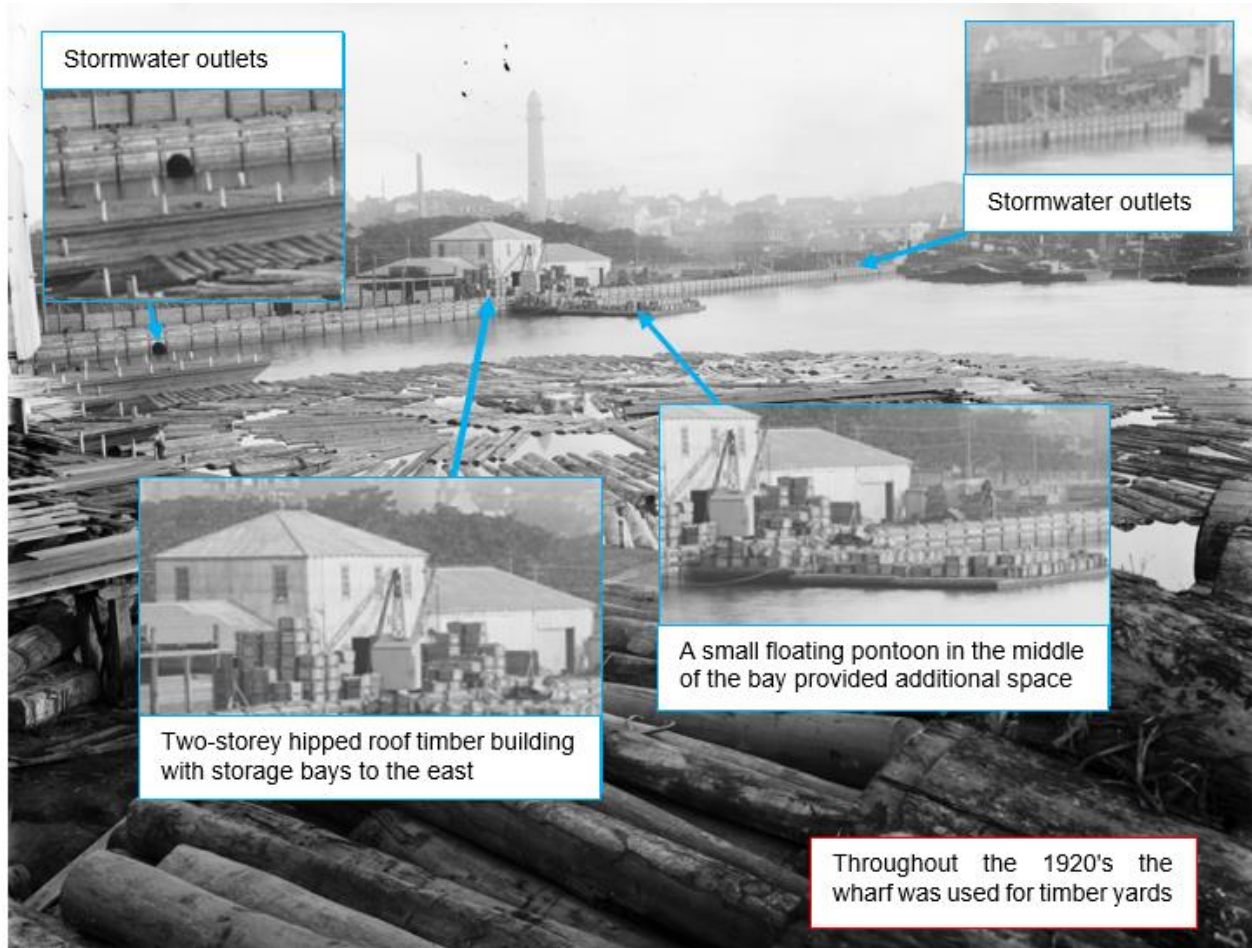 Stormwater outlets
Stormwater outlets
A small floating pontoon in the middle
of the bay provided additional space
Two-storey hipped roof timber building
with storage bays to the east
Throughout the 1920's the
wharf was used for timber yards